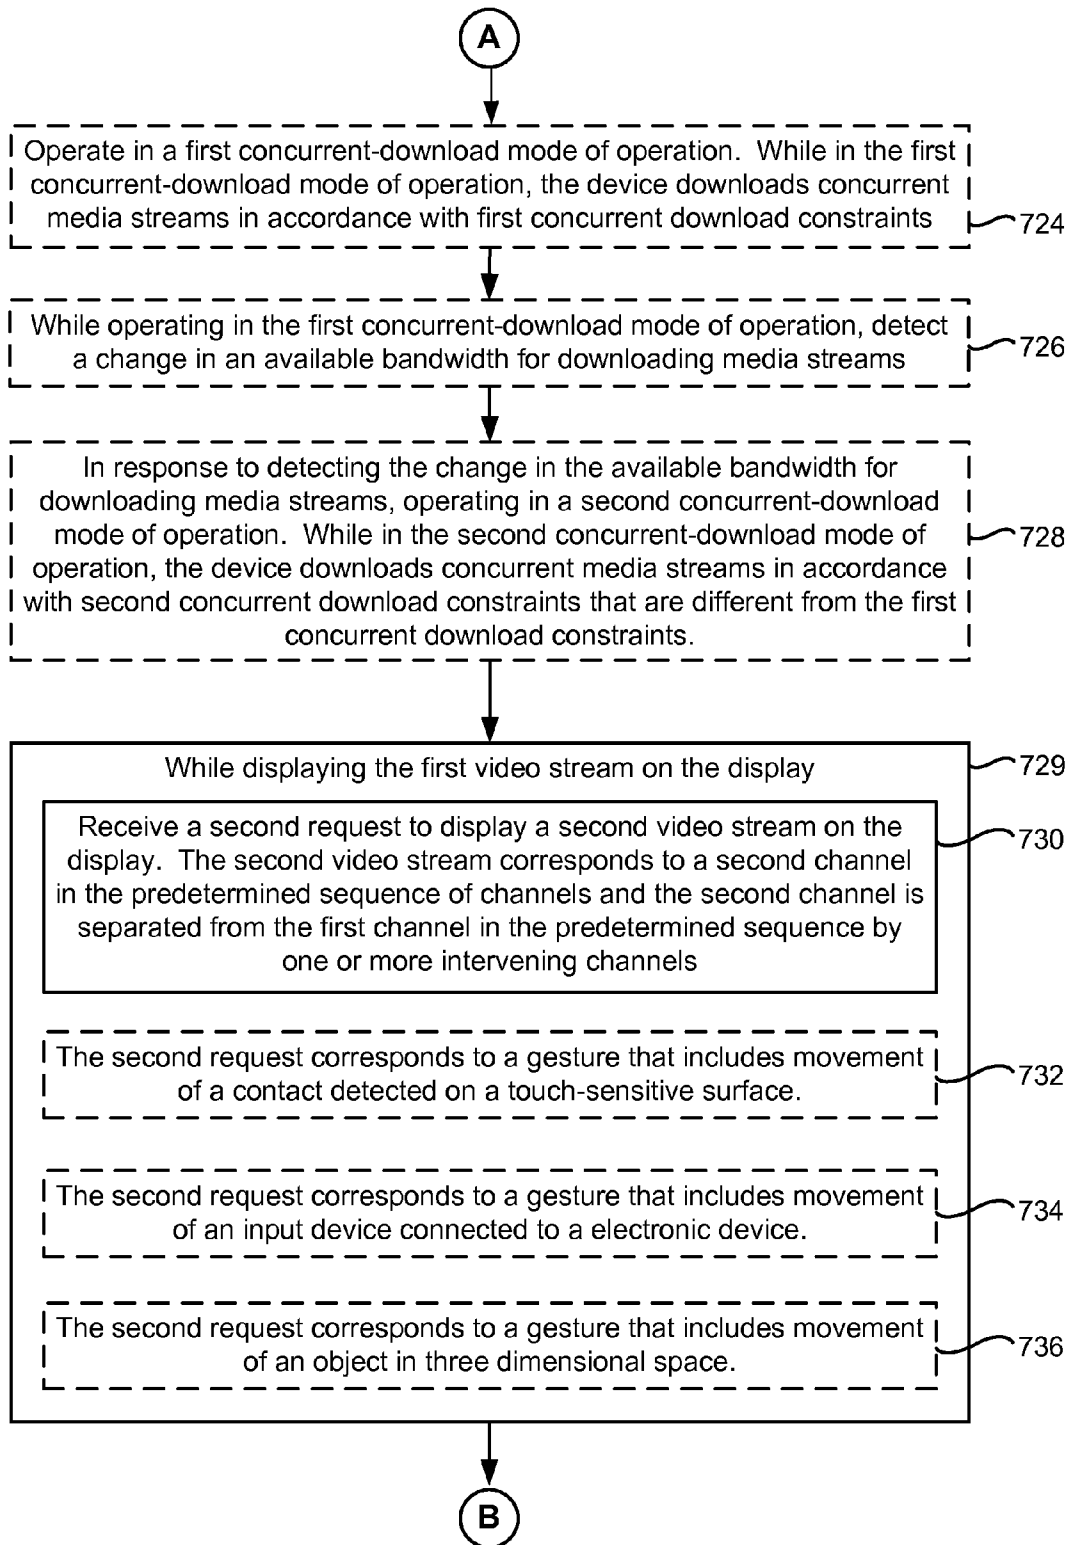 A
Operate in a first concurrent-download mode of operation.  While in the first
concurrent-download mode of operation, the device downloads concurrent
media streams in accordance with first concurrent download constraints
724
While operating in the first concurrent-download mode of operation, detect
a change in an available bandwidth for downloading media streams
726
In response to detecting the change in the available bandwidth for
downloading media streams, operating in a second concurrent-download
mode of operation.  While in the second concurrent-download mode of
operation, the device downloads concurrent media streams in accordance
with second concurrent download constraints that are different from the first
concurrent download constraints.
728
While displaying the first video stream on the display
729
Receive a second request to display a second video stream on the
display.  The second video stream corresponds to a second channel
in the predetermined sequence of channels and the second channel is
separated from the first channel in the predetermined sequence by
one or more intervening channels
730
The second request corresponds to a gesture that includes movement
of a contact detected on a touch-sensitive surface.
732
The second request corresponds to a gesture that includes movement
of an input device connected to a electronic device.
734
The second request corresponds to a gesture that includes movement
of an object in three dimensional space.
736
B